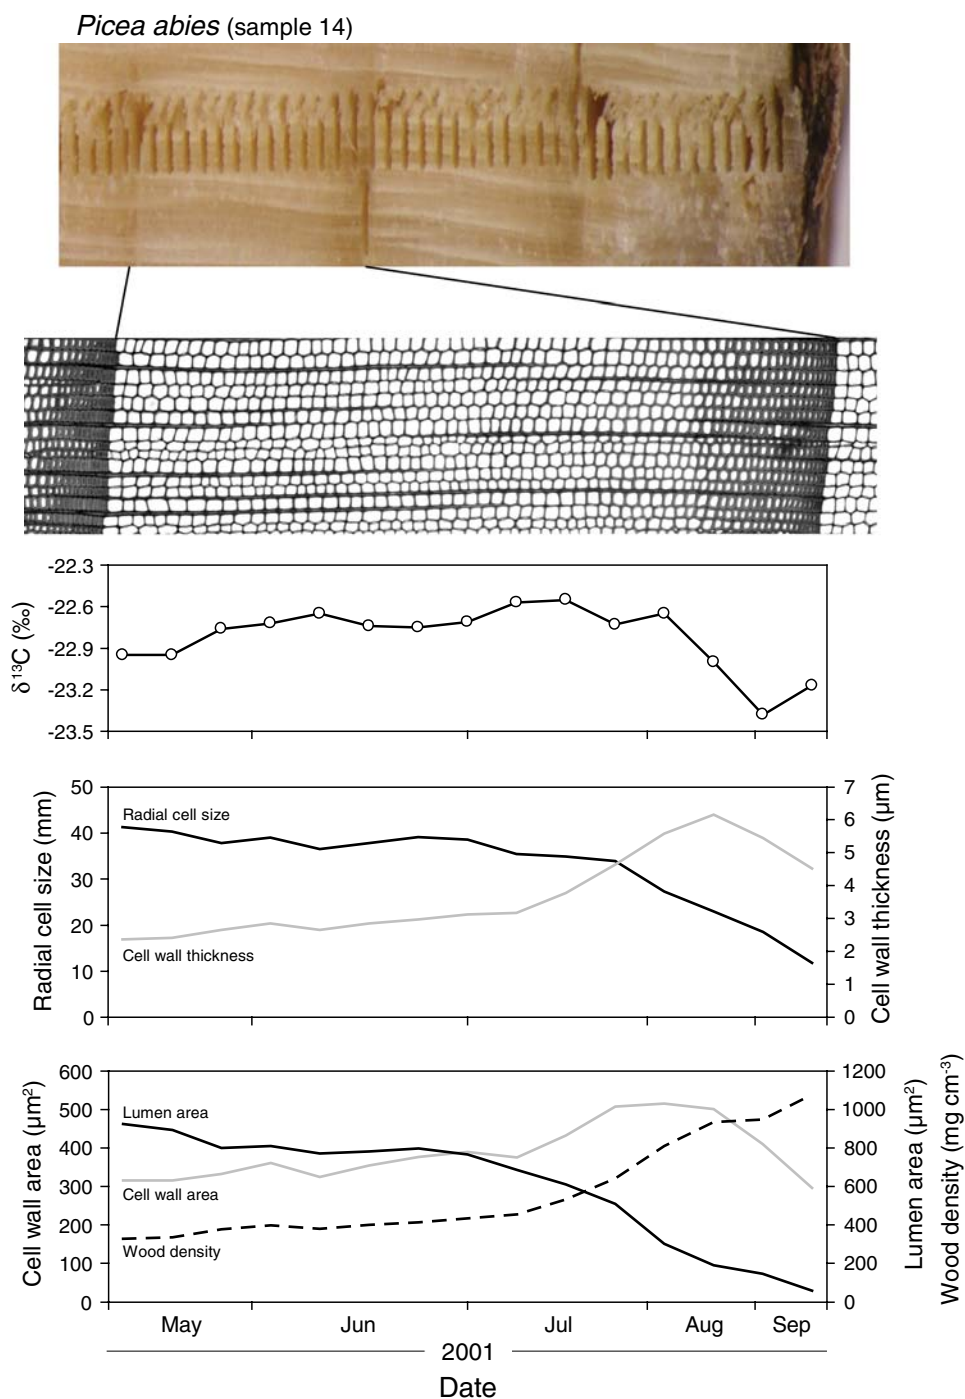 Picea abies (sample 14)
-22.3
-22.6
-22.9
-23.2
-23.5
δ¹³C (‰)
50
40
30
20
10
0
Radial cell size (mm)
Radial cell size
Cell wall thickness
7
6
5
4
3
2
1
0
Cell wall thickness (µm)
600
500
400
300
200
100
0
Cell wall area (µm²)
Lumen area
Cell wall area
Wood density
1200
1000
800
600
400
200
0
Lumen area (µm²)
Wood density (mg cm⁻³)
May Jun Jul Aug Sep
2001
Date